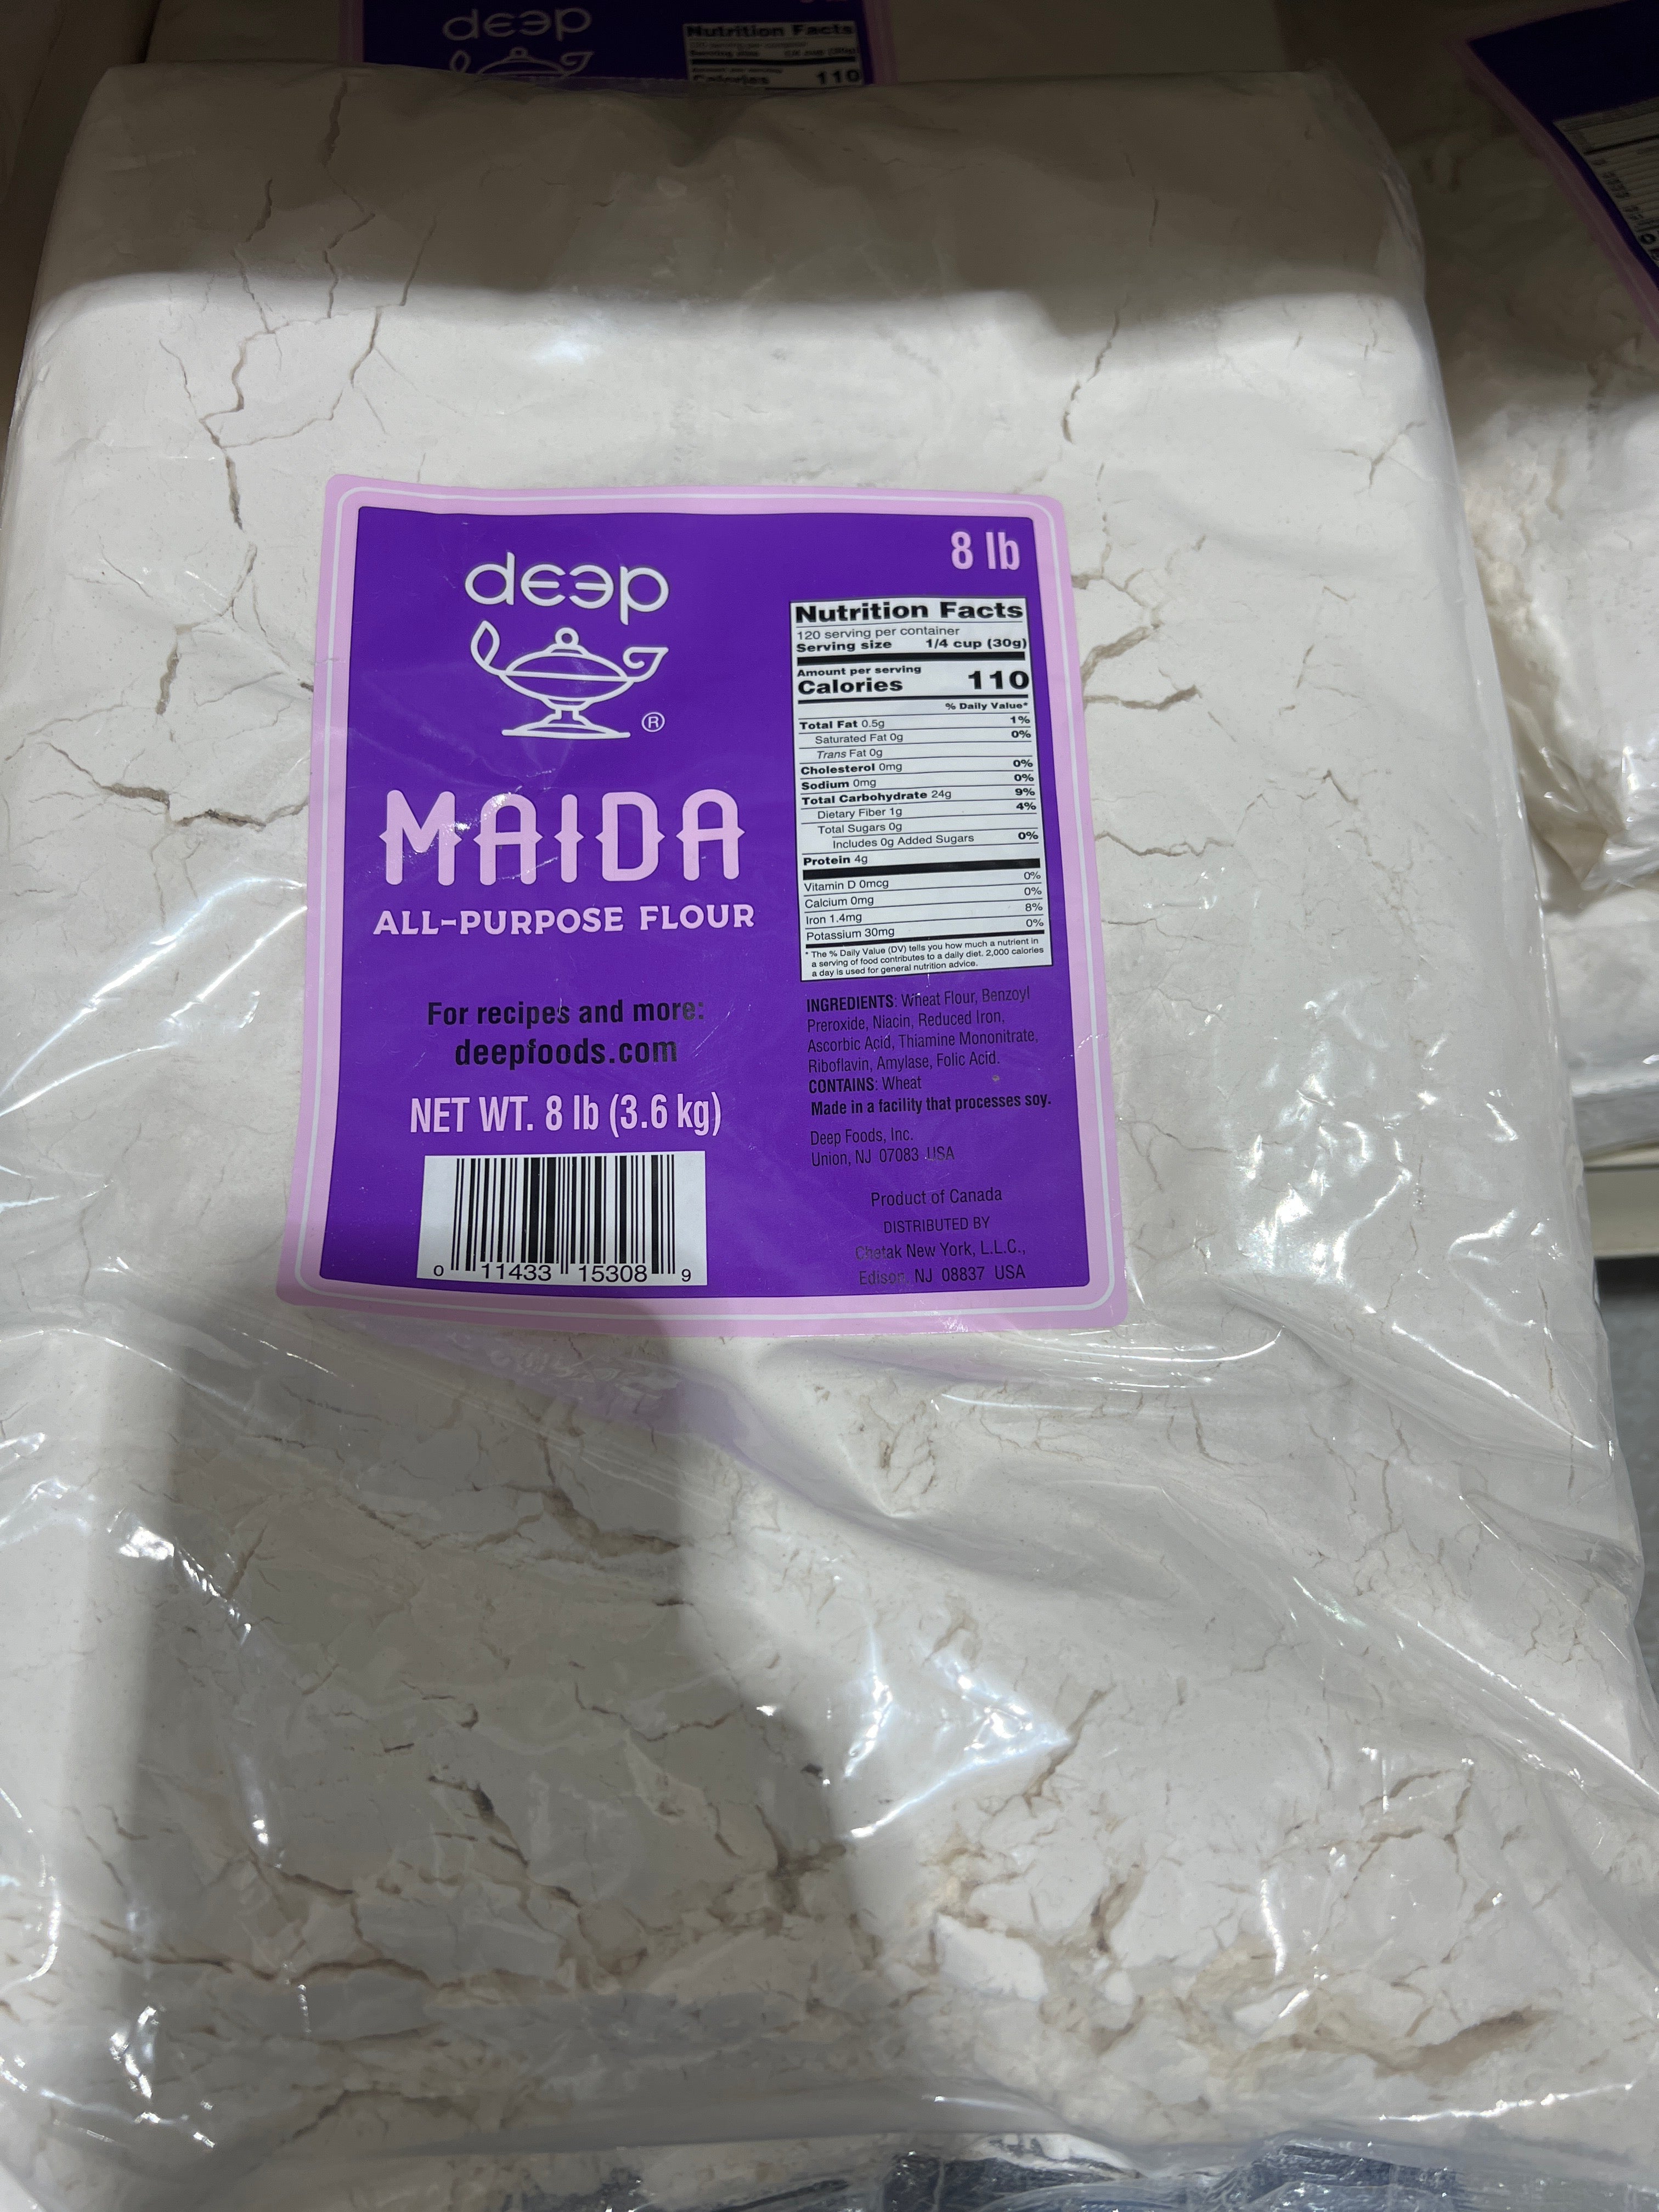 deep
Nutrition Facts
Calories 110
deep
®
MAIDA
ALL-PURPOSE FLOUR
For recipes and more:
deepfoods.com
NET WT. 8 lb (3.6 kg)
0 11433 15308 9
8 lb
Nutrition Facts
120 serving per container
Serving size 1/4 cup (30g)
Amount per serving
Calories 110
% Daily Value*
Total Fat 0.5g 1%
Saturated Fat 0g 0%
Trans Fat 0g
Cholesterol 0mg 0%
Sodium 0mg 0%
Total Carbohydrate 24g 9%
Dietary Fiber 1g 4%
Total Sugars 0g
Includes 0g Added Sugars 0%
Protein 4g
Vitamin D 0mcg 0%
Calcium 0mg 0%
Iron 1.4mg 8%
Potassium 30mg 0%
* The % Daily Value (DV) tells you how much a nutrient in
a serving of food contributes to a daily diet. 2,000 calories
a day is used for general nutrition advice.
INGREDIENTS: Wheat Flour, Benzoyl
Preroxide, Niacin, Reduced Iron,
Ascorbic Acid, Thiamine Mononitrate,
Riboflavin, Amylase, Folic Acid.
CONTAINS: Wheat
Made in a facility that processes soy.
Deep Foods, Inc.
Union, NJ 07083 USA
Product of Canada
DISTRIBUTED BY
Chetak New York, L.L.C.,
Edison, NJ 08837 USA